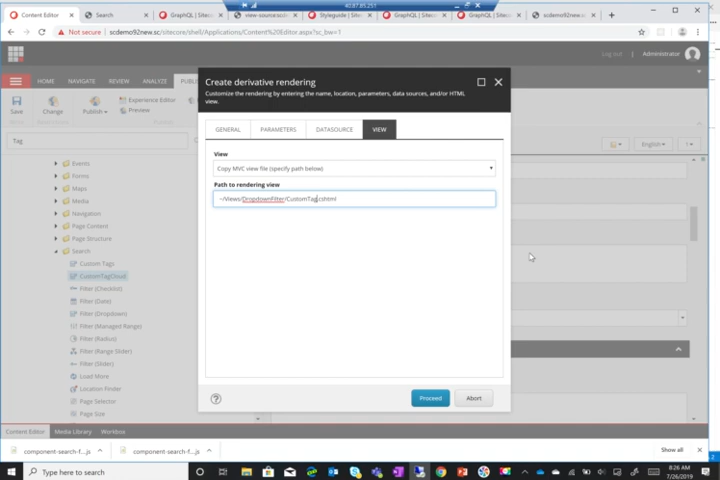 40.87.85.251
Content Editor
Search
GraphQL | Sitec
view-source:sc
Styleguide | Sitec
GraphQL | Sitec
GraphQL | Sitec
scdemo92new.sc
Not secure | scdemo92new.sc/sitecore/shell/Applications/Content%20Editor.aspx?sc_bw=1
Log out | Administrator
HOME NAVIGATE REVIEW ANALYZE
Save
Change
Publish
Experience Editor
Preview
Tag
English
1
Events
Forms
Maps
Media
Navigation
Page Content
Page Structure
Search
Custom Tags
CustomTagCloud
Filter (Checklist)
Filter (Date)
Filter (Dropdown)
Filter (Managed Range)
Filter (Radius)
Filter (Range Slider)
Filter (Slider)
Load More
Location Finder
Page Selector
Page Size
Create derivative rendering
Customize the rendering by entering the name, location, parameters, data sources, and/or HTML
view.
GENERAL PARAMETERS DATASOURCE VIEW
View
Copy MVC view file (specify path below)
Path to rendering view
~/Views/DropdownFilter/CustomTag.cshtml
Proceed
Abort
Content Editor Media Library Workbox
component-search-f....js
component-search-f....js
Show all
Type here to search
8:26 AM
7/26/2019